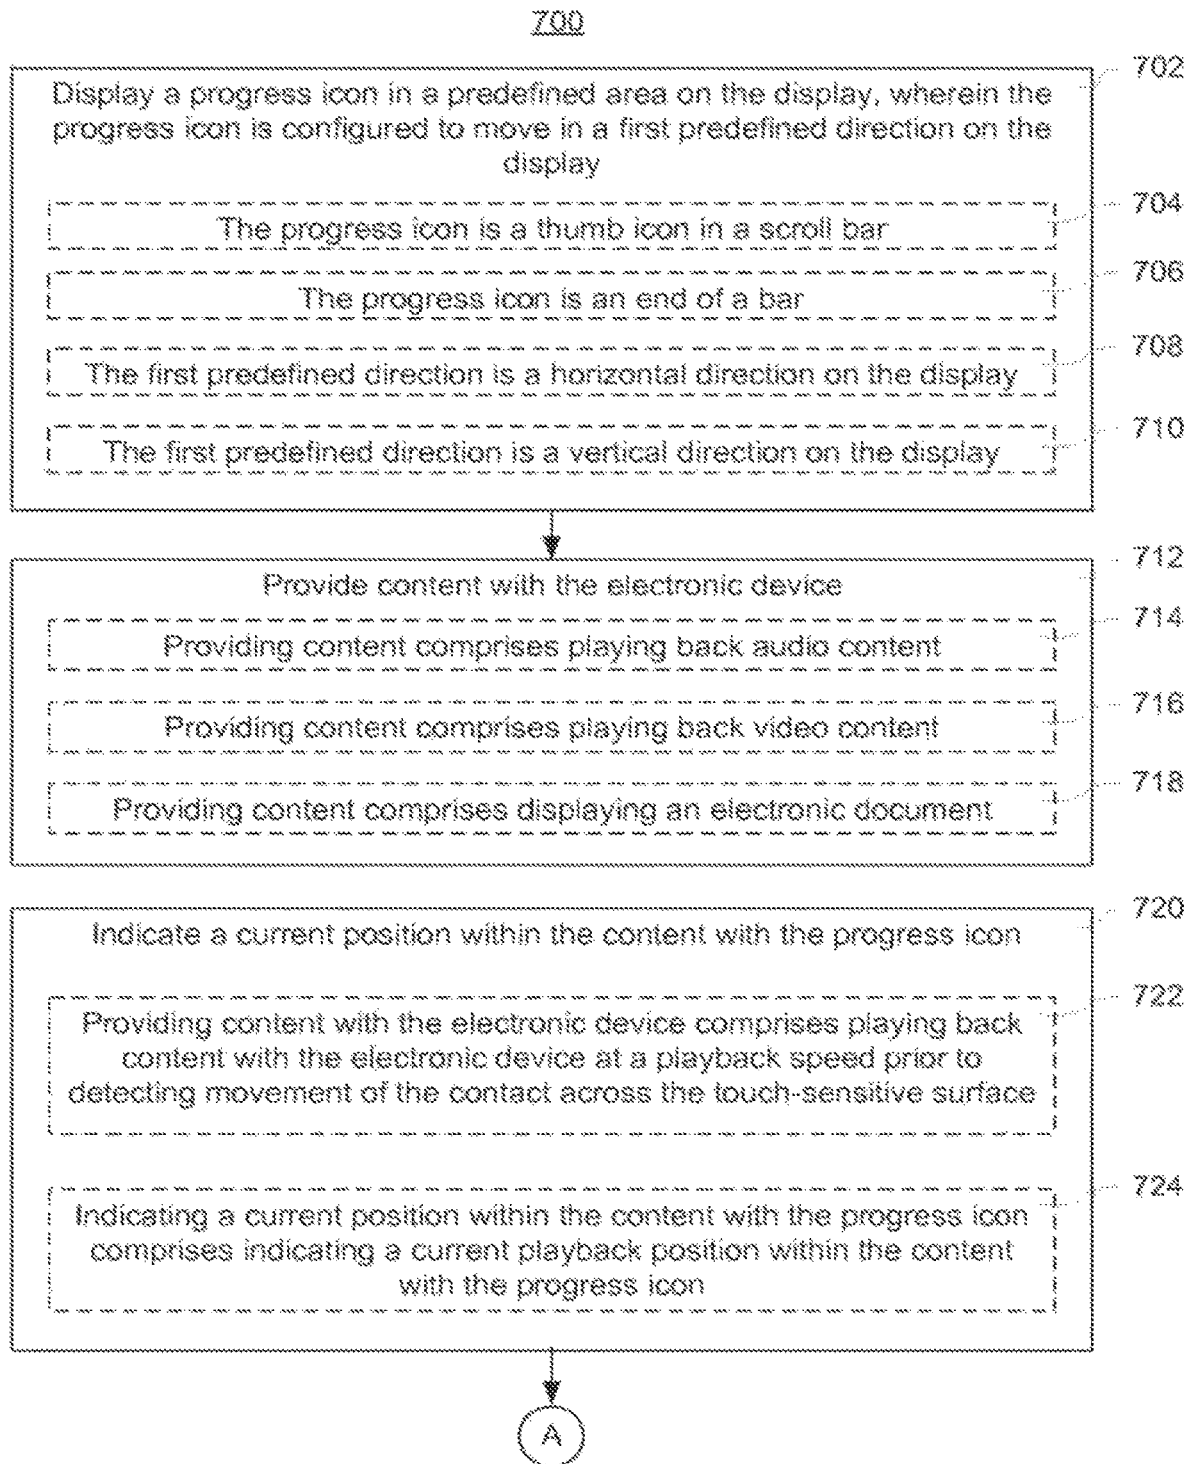 700
702
Display a progress icon in a predefined area on the display, wherein the
progress icon is configured to move in a first predefined direction on the
display
704
The progress icon is a thumb icon in a scroll bar
706
The progress icon is an end of a bar
708
The first predefined direction is a horizontal direction on the display
710
The first predefined direction is a vertical direction on the display
712
Provide content with the electronic device
714
Providing content comprises playing back audio content
716
Providing content comprises playing back video content
718
Providing content comprises displaying an electronic document
720
Indicate a current position within the content with the progress icon
722
Providing content with the electronic device comprises playing back
content with the electronic device at a playback speed prior to
detecting movement of the contact across the touch-sensitive surface
724
Indicating a current position within the content with the progress icon
comprises indicating a current playback position within the content
with the progress icon
A